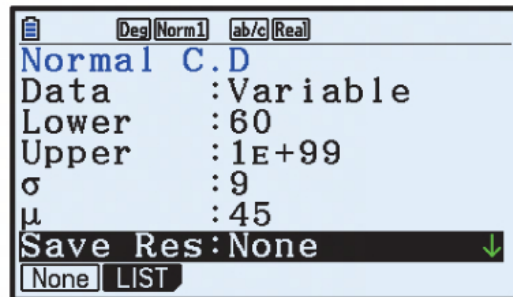 Deg Norm1 ab/c Real
Normal C.D
Data :Variable
Lower :60
Upper :1E+99
σ :9
μ :45
Save Res:None
None LIST